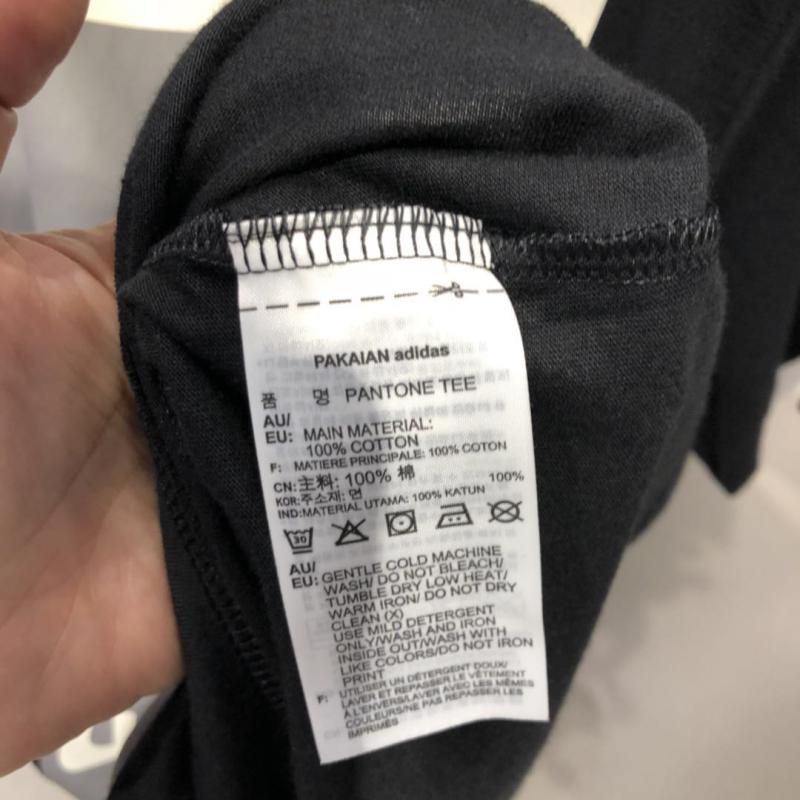 PAKAIAN adidas
품 명 PANTONE TEE
AU/
EU: MAIN MATERIAL:
100% COTTON
F: MATIERE PRINCIPALE: 100% COTON
CN:主料: 100% 棉
KOR:주소재: 면 100%
IND:MATERIAL UTAMA: 100% KATUN
30
AU/
EU: GENTLE COLD MACHINE
WASH/ DO NOT BLEACH/
TUMBLE DRY LOW HEAT/
WARM IRON/ DO NOT DRY
CLEAN (X)
USE MILD DETERGENT
ONLY/WASH AND IRON
INSIDE OUT/WASH WITH
LIKE COLORS/DO NOT IRON
PRINT
F: UTILISER UN DÉTERGENT DOUX/
LAVER ET REPASSER LE VÊTEMENT
À L'ENVERS/LAVER AVEC LES MÊMES
COULEURS/NE PAS REPASSER LES
IMPRIMÉS